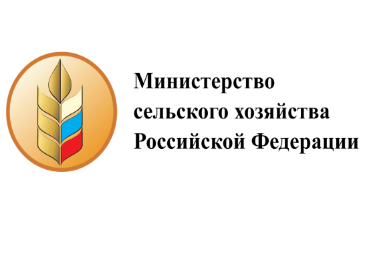 Министерство
сельского хозяйства
Российской Федерации